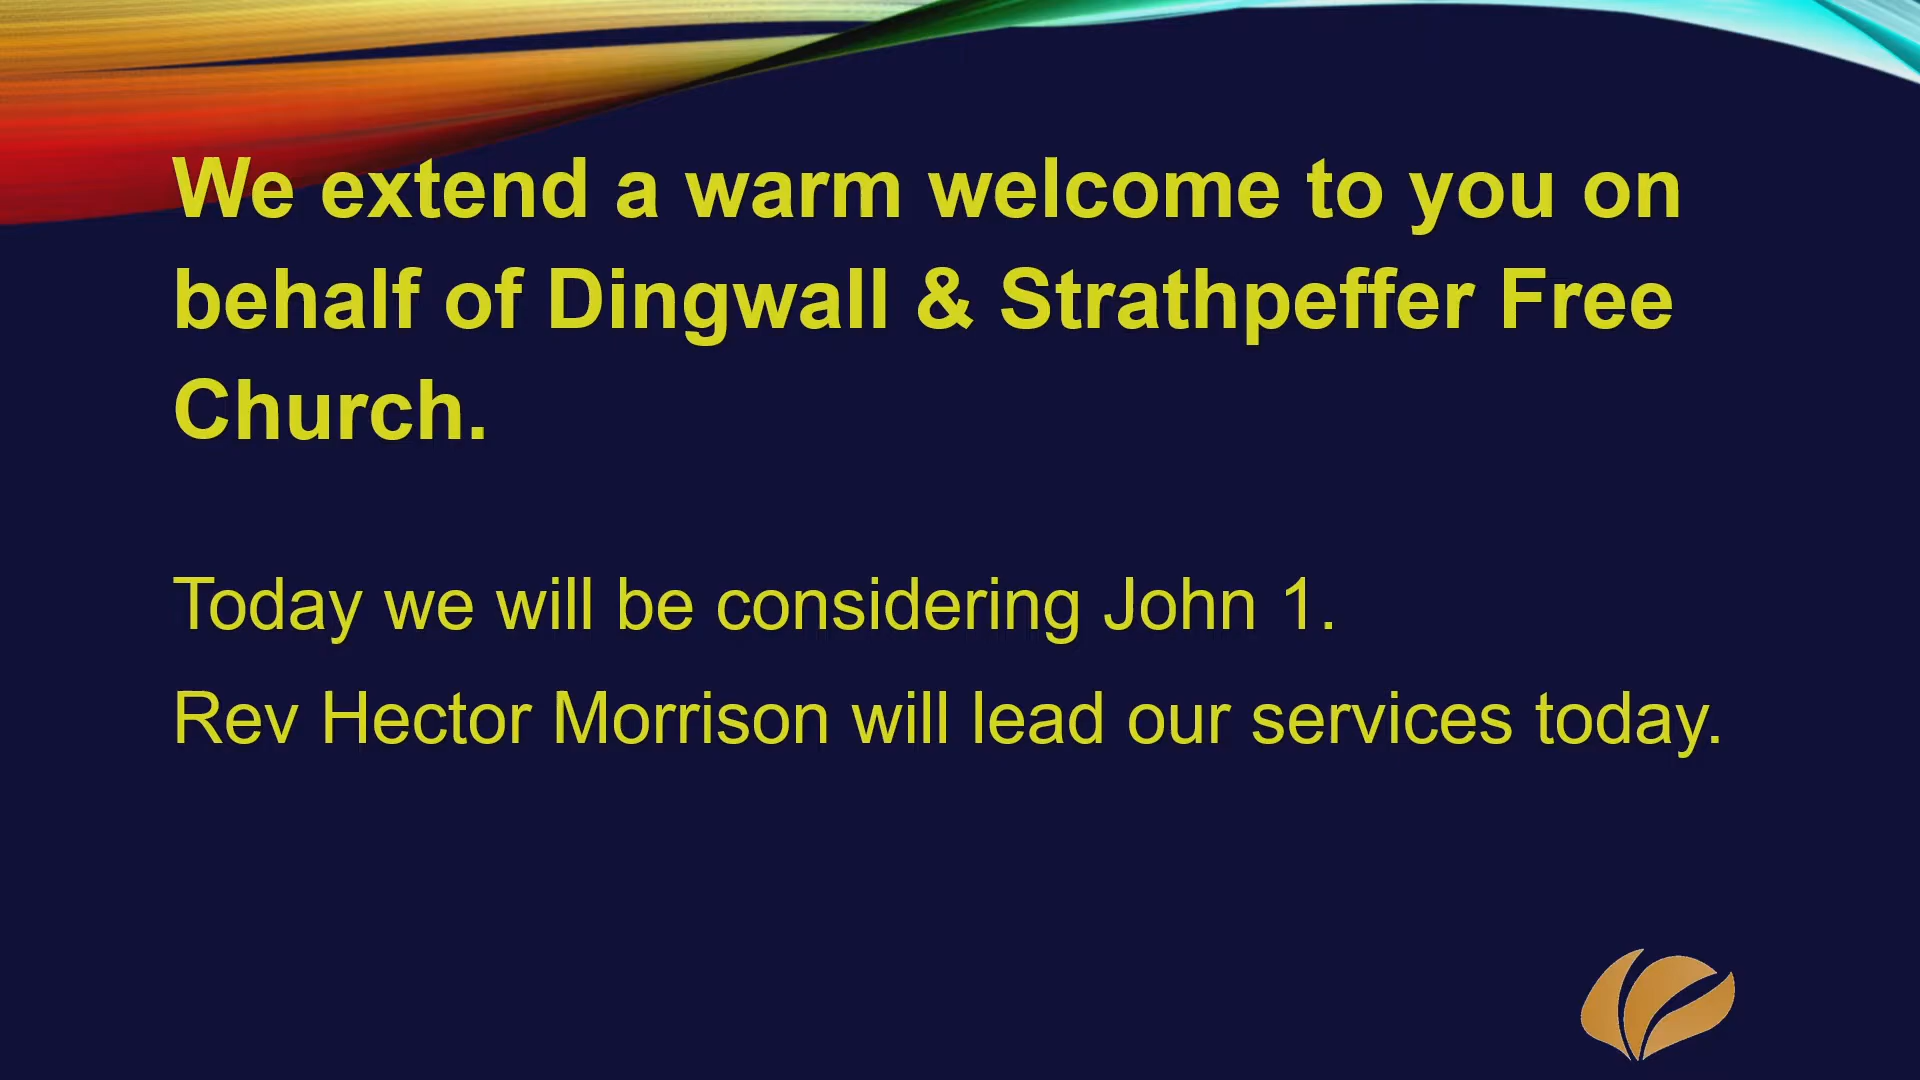 We extend a warm welcome to you on
behalf of Dingwall & Strathpeffer Free
Church.
Today we will be considering John 1.
Rev Hector Morrison will lead our services today.